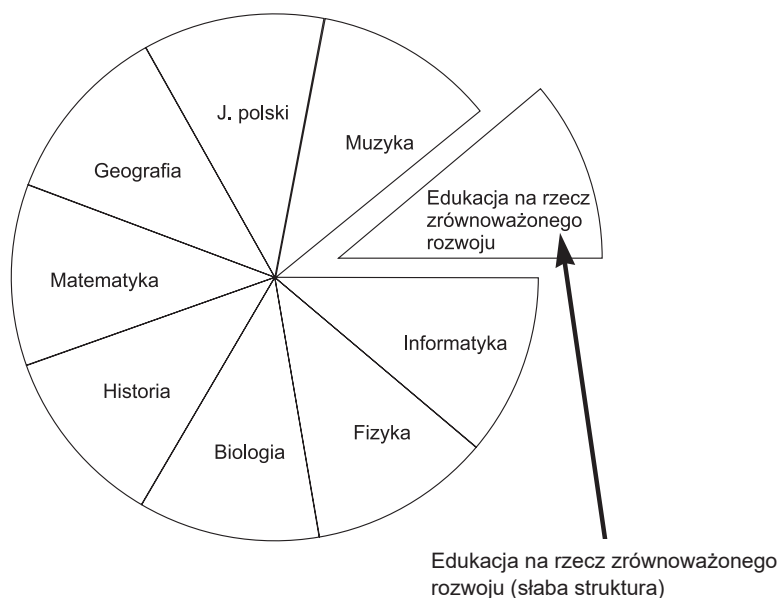 J. polski
Muzyka
Geografia
Edukacja na rzecz
zrównoważonego
rozwoju
Matematyka
Informatyka
Historia
Fizyka
Biologia
Edukacja na rzecz zrównoważonego
rozwoju (słaba struktura)